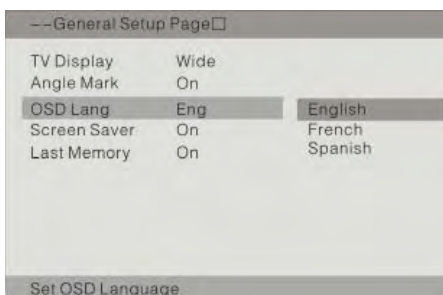 --General Setup Page□
TV Display Wide
Angle Mark On
OSD Lang Eng English
Screen Saver On French
Last Memory On Spanish
Set OSD Language